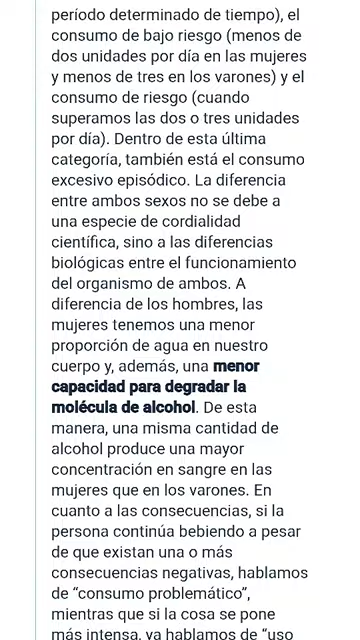 período determinado de tiempo), el
consumo de bajo riesgo (menos de
dos unidades por día en las mujeres
y menos de tres en los varones) y el
consumo de riesgo (cuando
superamos las dos o tres unidades
por día). Dentro de esta última
categoría, también está el consumo
excesivo episódico. La diferencia
entre ambos sexos no se debe a
una especie de cordialidad
científica, sino a las diferencias
biológicas entre el funcionamiento
del organismo de ambos. A
diferencia de los hombres, las
mujeres tenemos una menor
proporción de agua en nuestro
cuerpo y, además, una menor
capacidad para degradar la
molécula de alcohol. De esta
manera, una misma cantidad de
alcohol produce una mayor
concentración en sangre en las
mujeres que en los varones. En
cuanto a las consecuencias, si la
persona continúa bebiendo a pesar
de que existan una o más
consecuencias negativas, hablamos
de “consumo problemático”,
mientras que si la cosa se pone
más intensa, ya hablamos de “uso